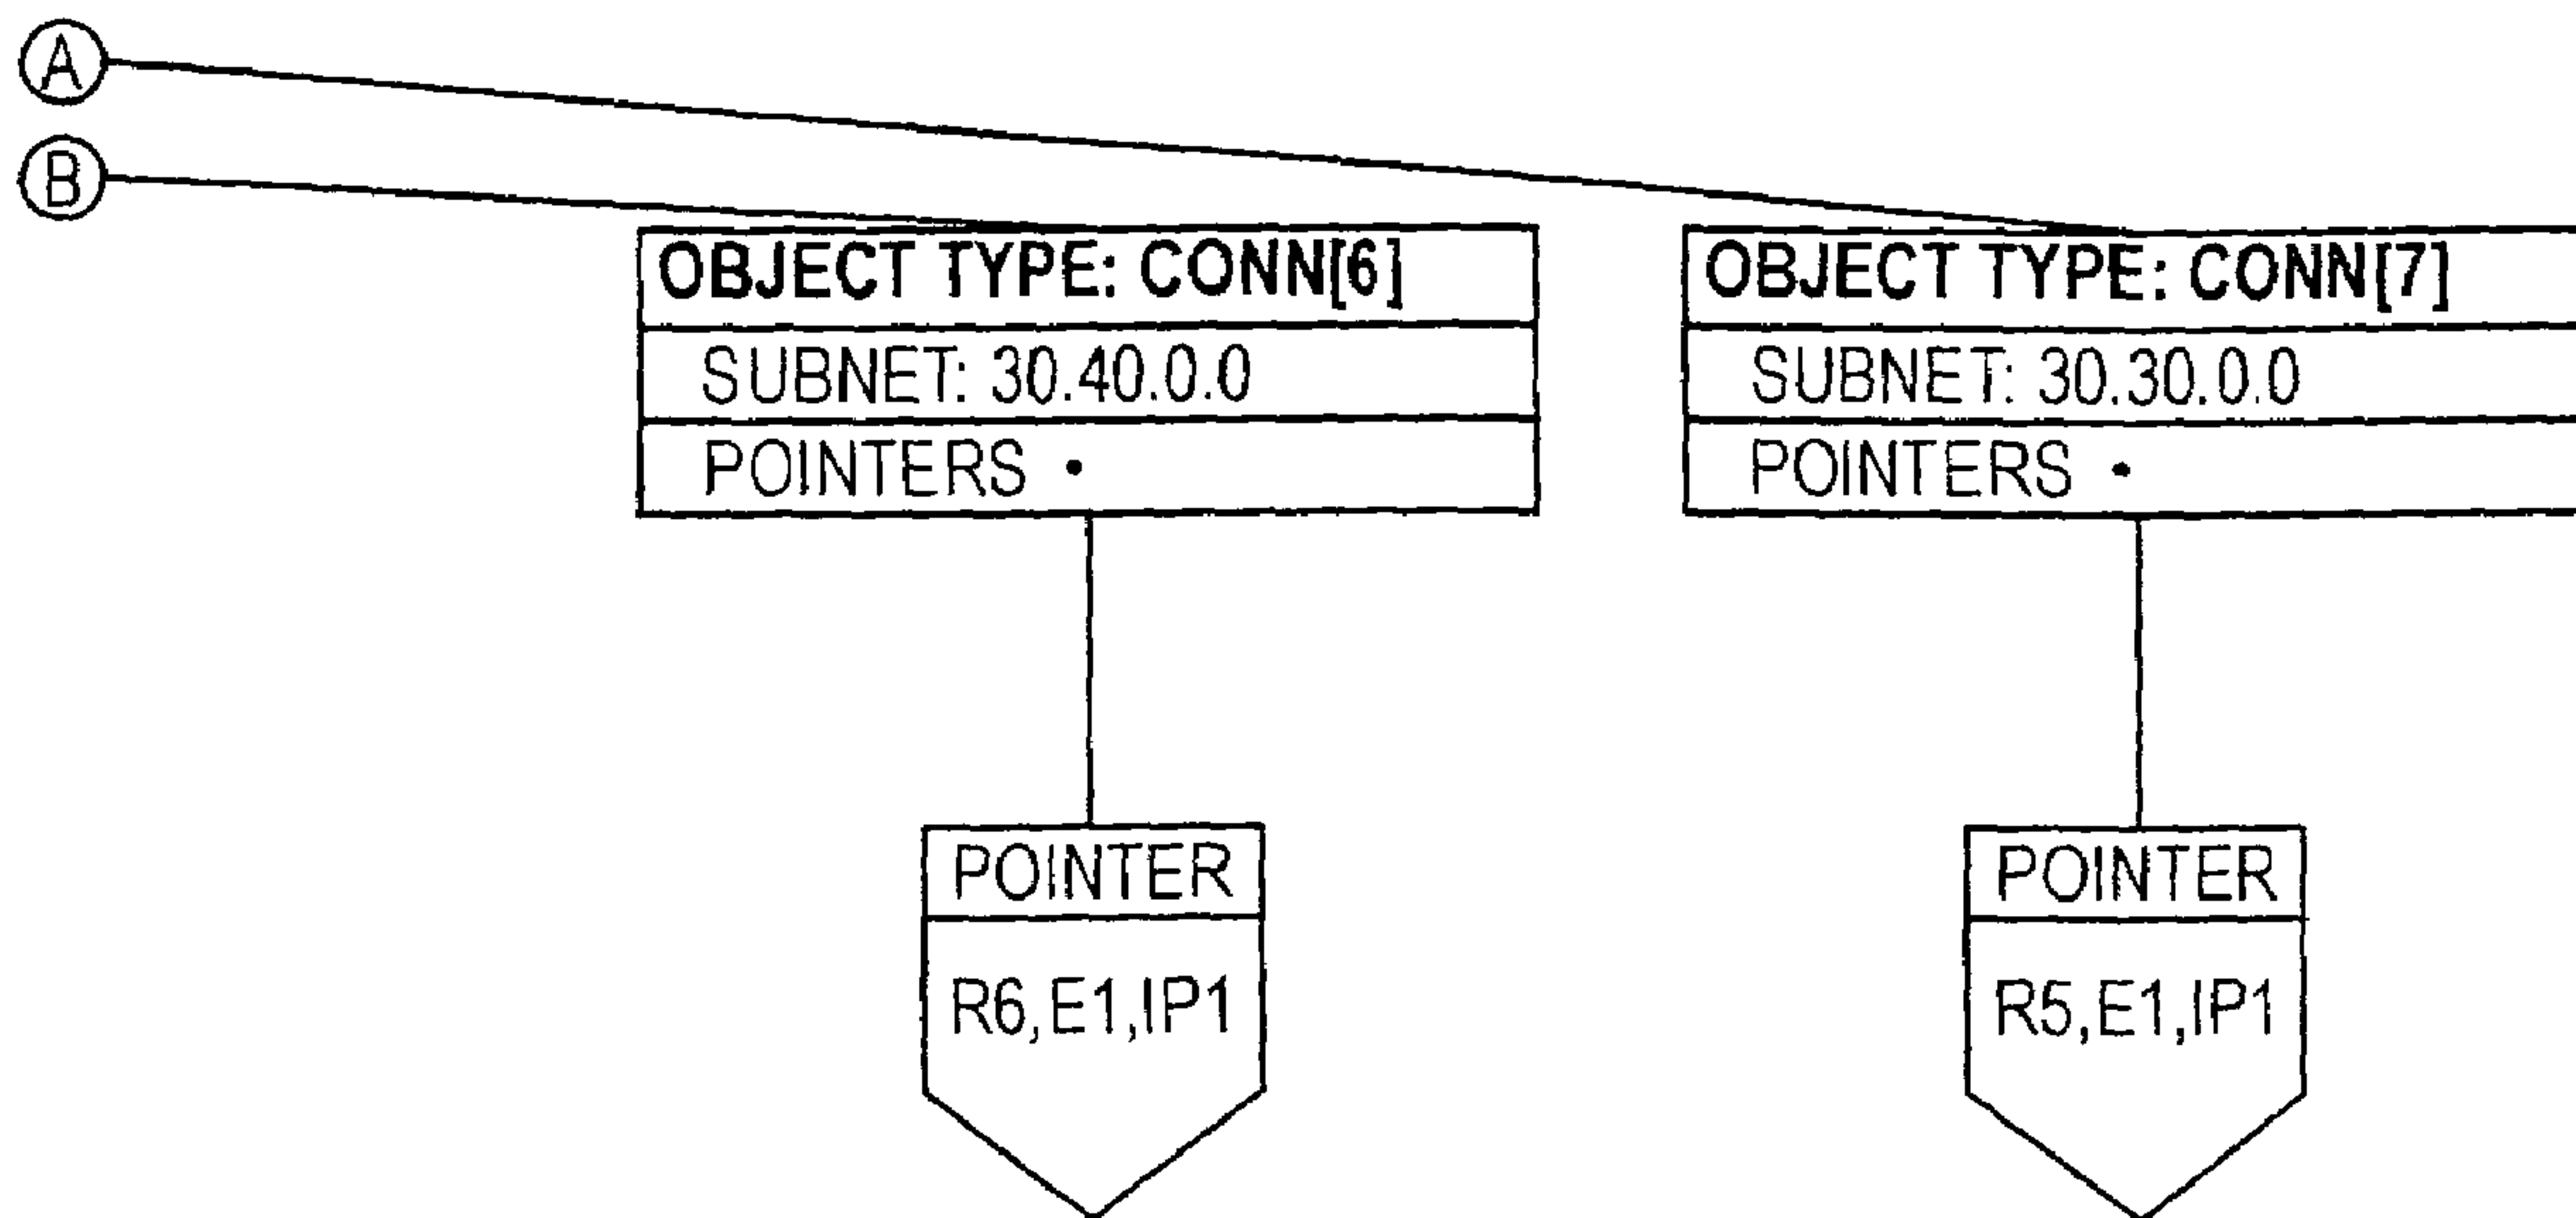 A
B
OBJECT TYPE: CONN[6]
SUBNET: 30.40.0.0
POINTERS •
POINTER
R6,E1,IP1
OBJECT TYPE: CONN[7]
SUBNET: 30.30.0.0
POINTERS •
POINTER
R5,E1,IP1